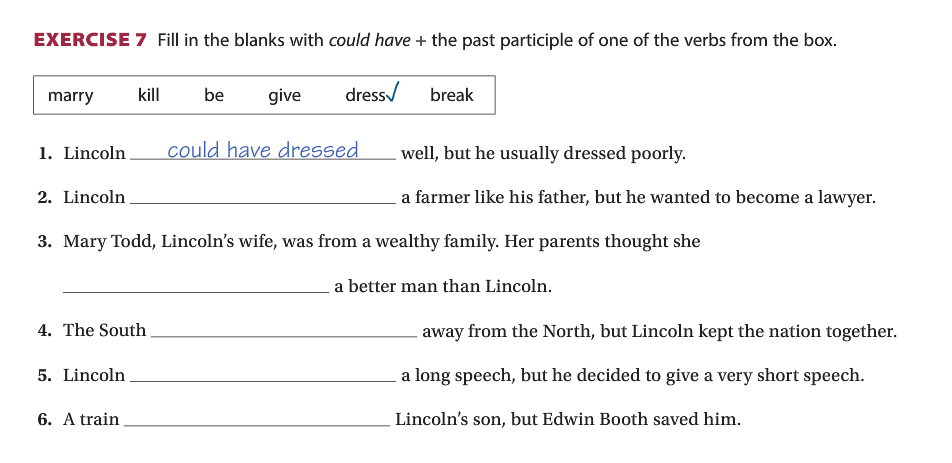 EXERCISE 7 Fill in the blanks with could have + the past participle of one of the verbs from the box.
marry kill be give dress✓ break
1. Lincoln could have dressed well, but he usually dressed poorly.
2. Lincoln ____________ a farmer like his father, but he wanted to become a lawyer.
3. Mary Todd, Lincoln’s wife, was from a wealthy family. Her parents thought she
____________ a better man than Lincoln.
4. The South ____________ away from the North, but Lincoln kept the nation together.
5. Lincoln ____________ a long speech, but he decided to give a very short speech.
6. A train ____________ Lincoln’s son, but Edwin Booth saved him.